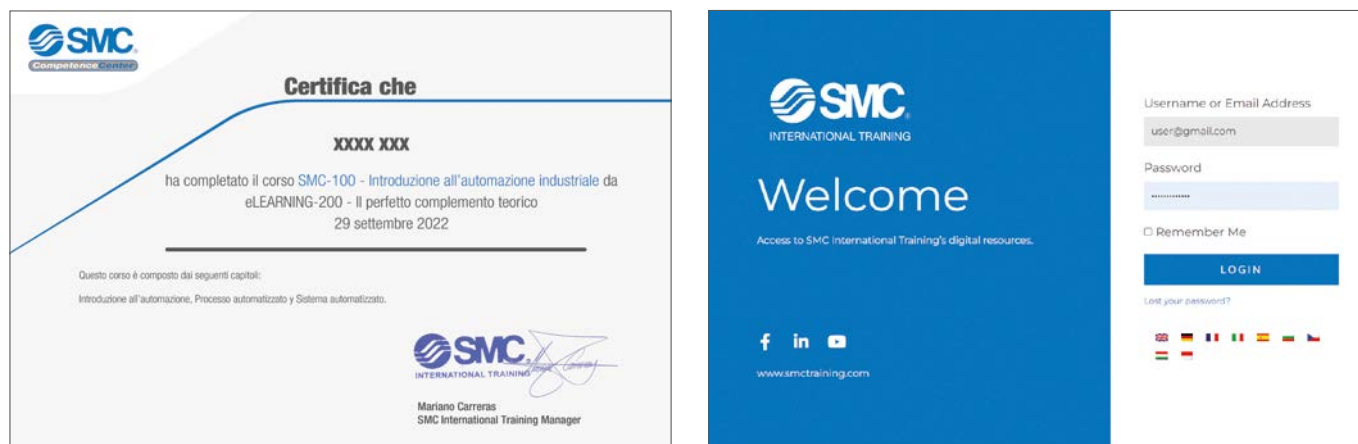 SMC
CompetenceCenter
Certifica che
XXXX XXX
ha completato il corso SMC-100 - Introduzione all'automazione industriale da
eLEARNING-200 - Il perfetto complemento teorico
29 settembre 2022
Questo corso è composto dai seguenti capitoli:
Introduzione all'automazione, Processo automatizzato y Sistema automatizado.
SMC
INTERNATIONAL TRAINING
Mariano Carreras
SMC International Training Manager
SMC
INTERNATIONAL TRAINING
Welcome
Access to SMC International Training's digital resources.
f in
www.smctraining.com
Username or Email Address
user@gmail.com
Password
Remember Me
LOGIN
Lost your password?